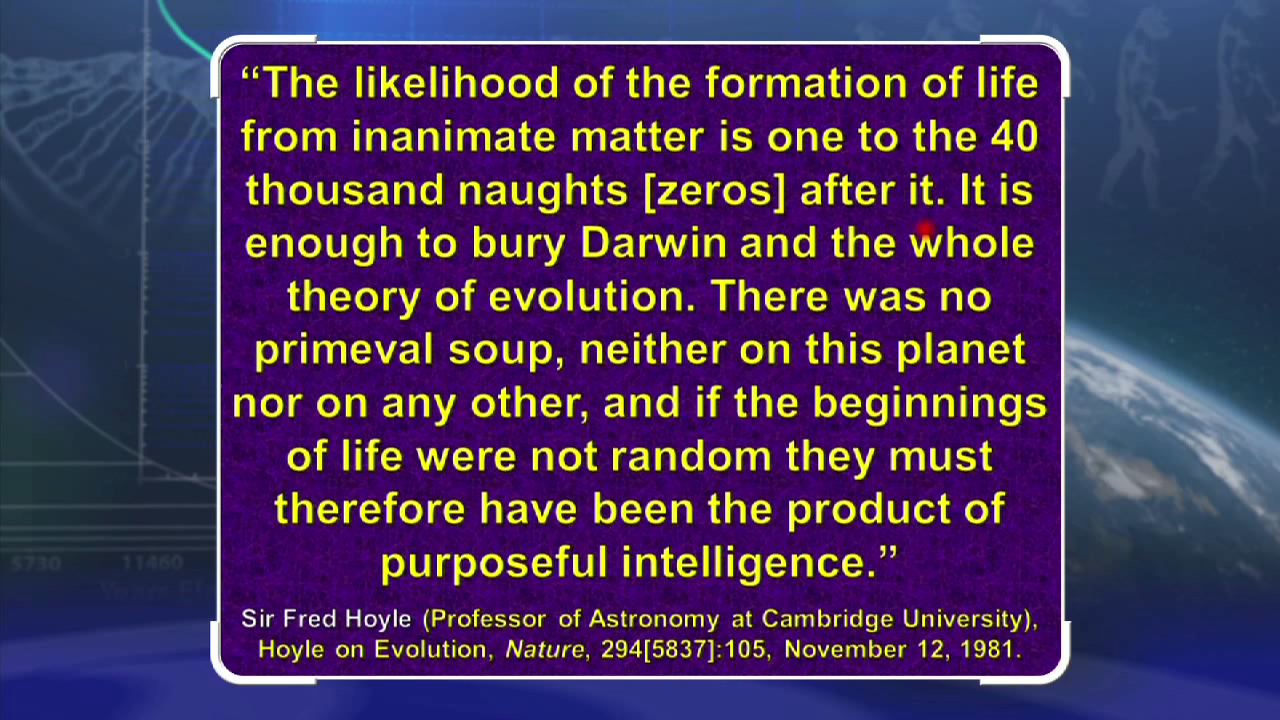 “The likelihood of the formation of life
from inanimate matter is one to the 40
thousand naughts [zeros] after it. It is
enough to bury Darwin and the whole
theory of evolution. There was no
primeval soup, neither on this planet
nor on any other, and if the beginnings
of life were not random they must
therefore have been the product of
purposeful intelligence.”
Sir Fred Hoyle (Professor of Astronomy at Cambridge University),
Hoyle on Evolution, Nature, 294[5837]:105, November 12, 1981.
5730 11460